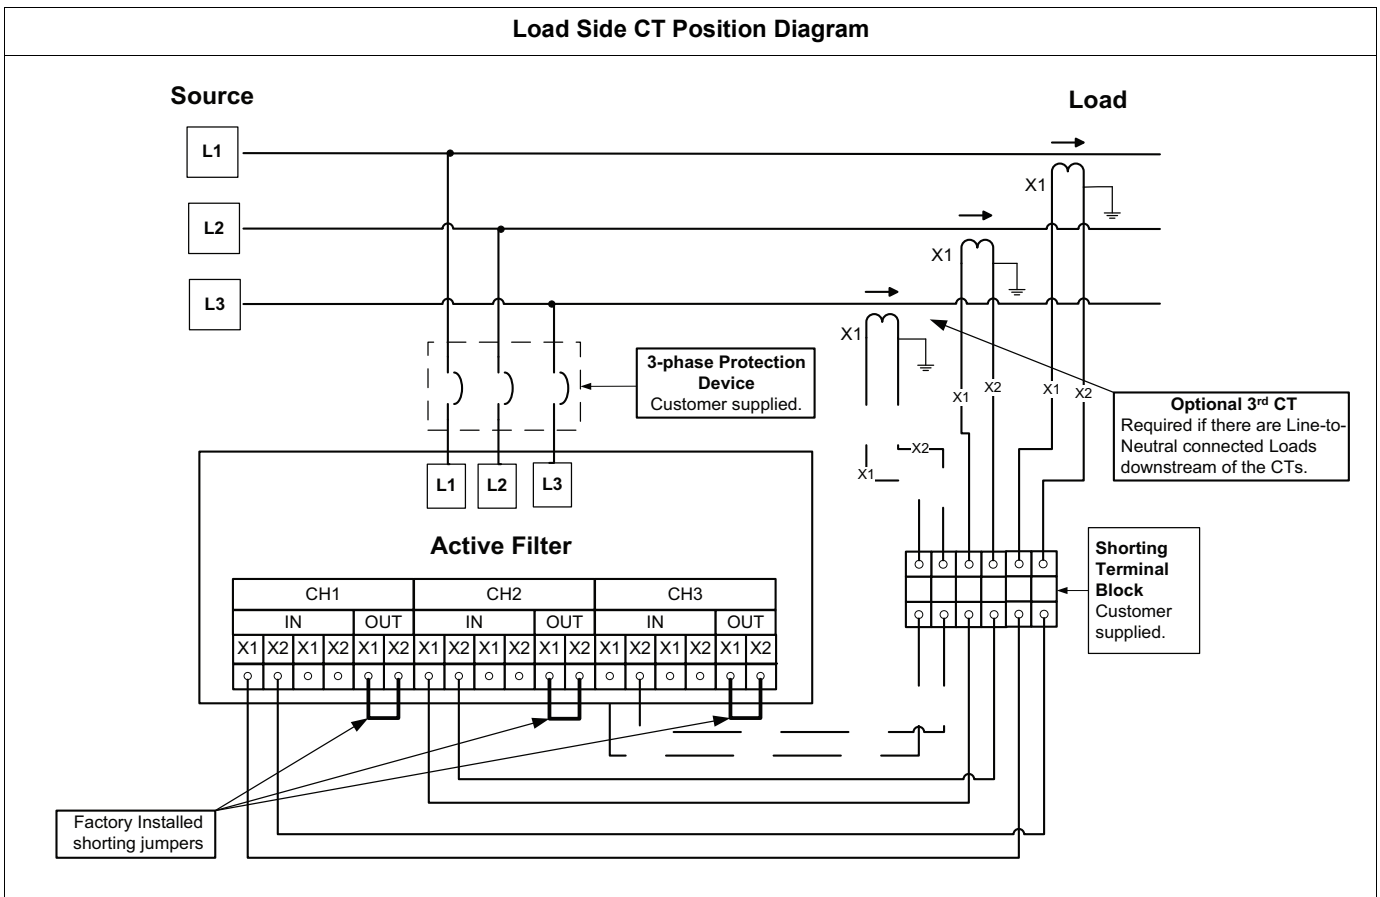 Load Side CT Position Diagram
Source
Load
L1
X1
L2
X1
L3
X1
3-phase Protection
Device
Customer supplied.
X1
X2
X1
X2
Optional 3rd CT
Required if there are Line-to-
Neutral connected Loads
downstream of the CTs.
X2
X1
L1
L2
L3
Active Filter
Shorting
Terminal
Block
Customer
supplied.
CH1 CH2 CH3
IN OUT IN OUT IN OUT
X1 X2 X1 X2 X1 X2 X1 X2 X1 X2 X1 X2 X1 X2 X1 X2 X1 X2
Factory Installed
shorting jumpers